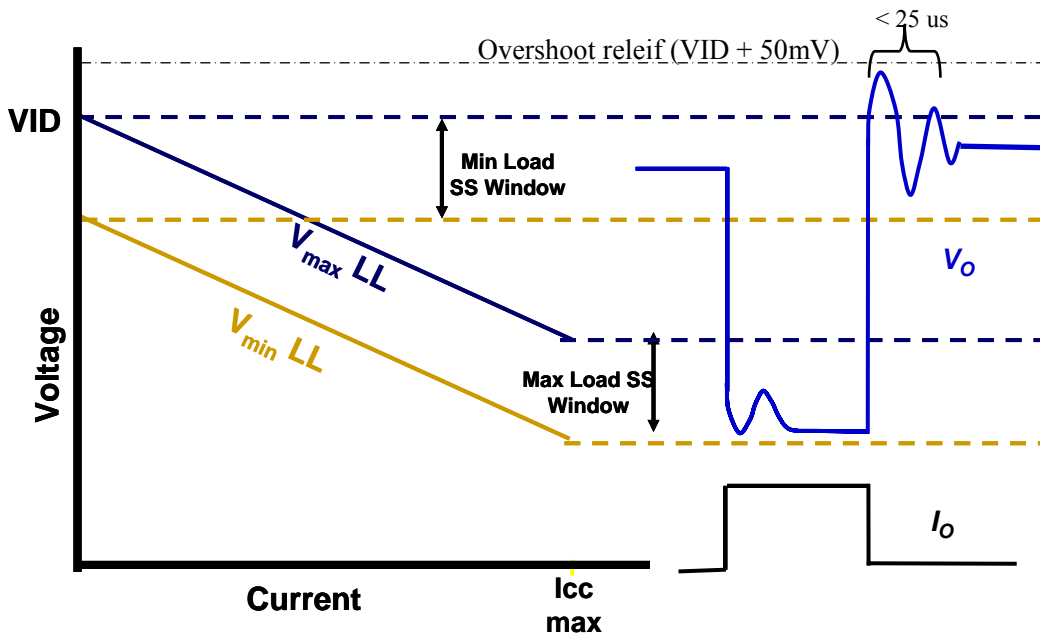 < 25 us
Overshoot releif (VID + 50mV)
VID
Min Load
SS Window
Vmax LL
Vmin LL
VO
Voltage
Max Load SS
Window
IO
Current
Icc
max